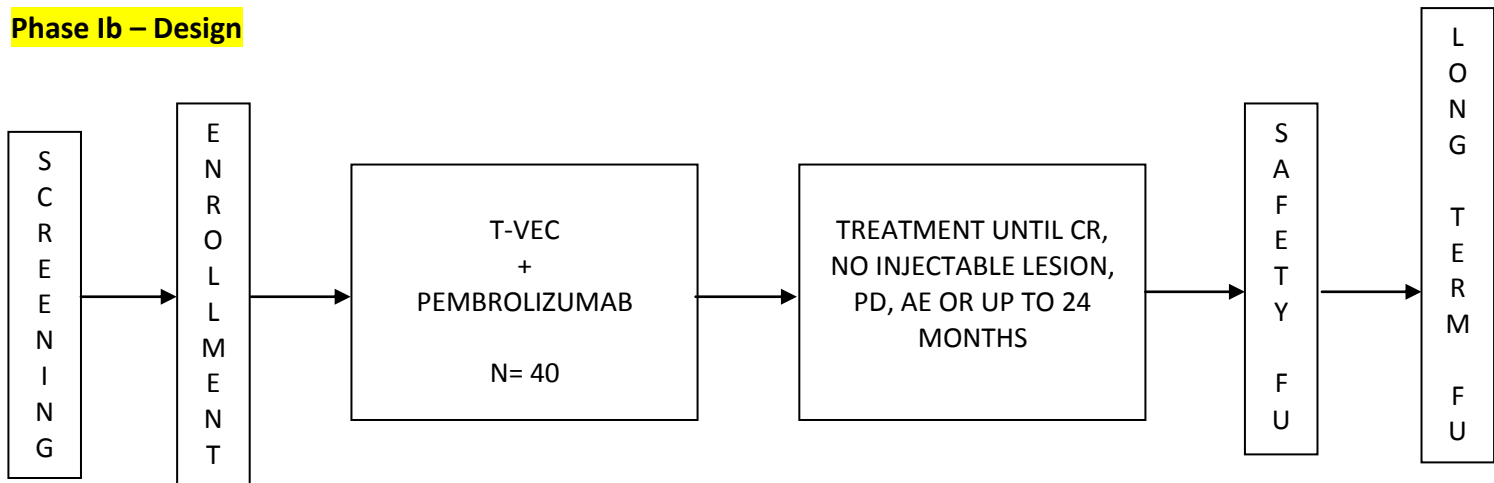 Phase Ib – Design
SCREENING
ENROLLMENT
T-VEC
+
PEMBROLIZUMAB
N= 40
TREATMENT UNTIL CR,
NO INJECTABLE LESION,
PD, AE OR UP TO 24
MONTHS
SAFETY FU
LONG TERM FU